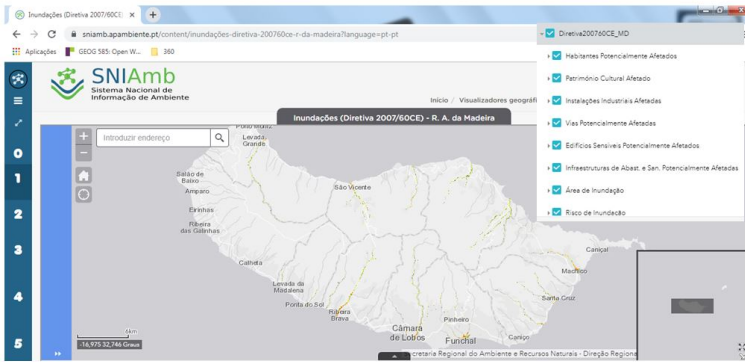 Inundações (Diretiva 2007/60CE)
sniamb.apambiente.pt/content/inundações-diretiva-200760ce-r-da-madeira?language=pt-pt
Aplicações
GEOG 585: Open W...
360
Diretiva200760CE_MD
Habitantes Potencialmente Afetados
Património Cultural Afetado
Instalações Industriais Afetadas
Vias Potencialmente Afetadas
Edifícios Sensíveis Potencialmente Afetados
Infraestruturas de Abast. e San. Potencialmente Afetadas
Área de Inundação
Risco de Inundação
SNIAmb
Sistema Nacional de
Informação de Ambiente
Início / Visualizadores geográfi
Inundações (Diretiva 2007/60CE) - R. A. da Madeira
Introduzir endereço
0
1
2
3
4
5
Porto Moniz
Levada
Grande
Salão de
Baixo
Amparo
São Vicente
Eirinhas
Ribeira
das Galinhas
Calheta
Caniçal
Machico
Levada da
Madalena
Santa Cruz
Ponta do Sol
Ribeira
Brava
Pinheiro
Câmara
de Lobos
Funchal
Caniço
6km
-16,975 32,746 Graus
cretaria Regional do Ambiente e Recursos Naturais - Direção Regiona